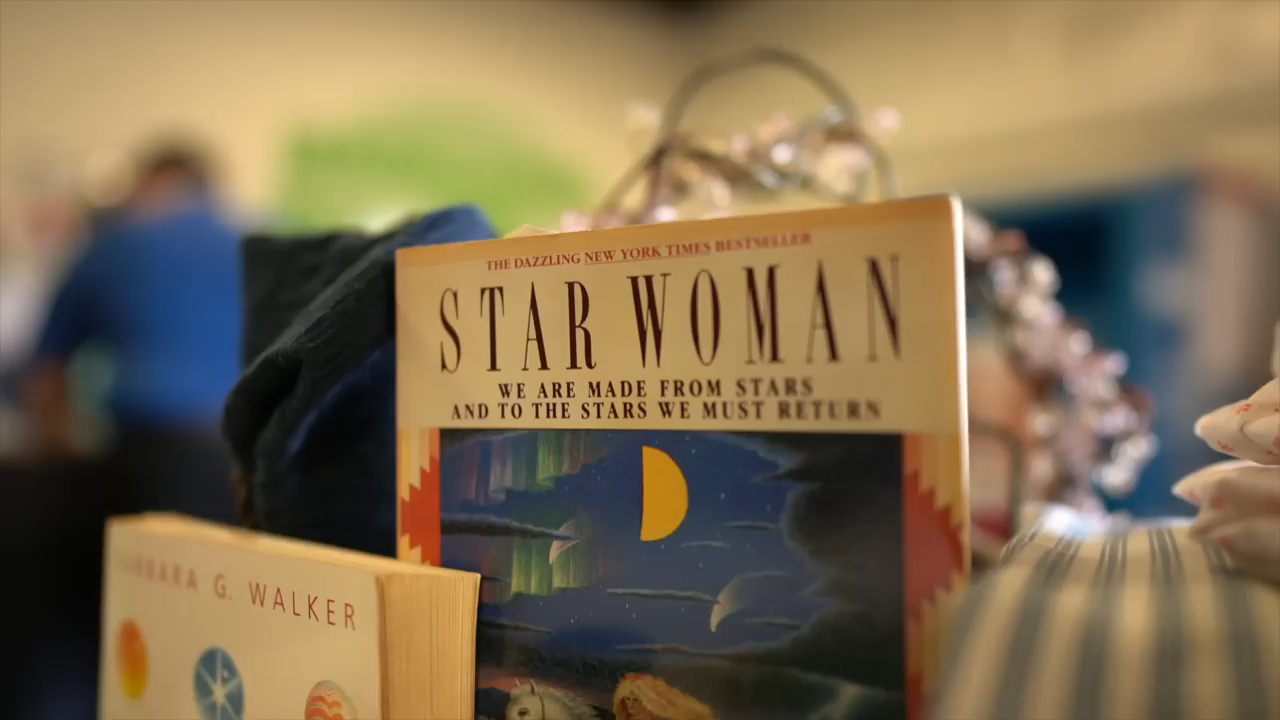 THE DAZZLING NEW YORK TIMES BESTSELLER
STAR WOMAN
WE ARE MADE FROM STARS
AND TO THE STARS WE MUST RETURN
G. WALKER